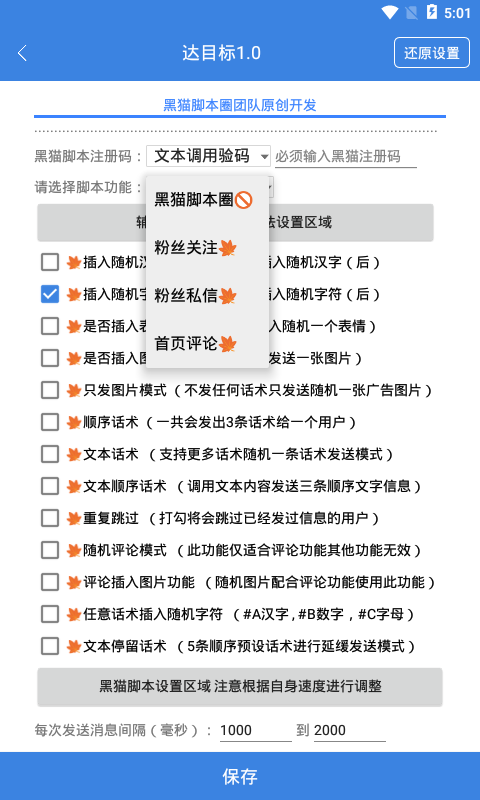 5:01
达目标1.0
还原设置
黑猫脚本圈团队原创开发
黑猫脚本注册码： 文本调用验码 必须输入黑猫注册码
请选择脚本功能：
黑猫脚本圈🚫
粉丝关注🍁
粉丝私信🍁
首页评论🍁
设置区域
🍁插入随机 入随机汉字（后）
🍁插入随机 入随机字符（后）
🍁是否插入 入随机一个表情）
🍁是否插入 发送一张图片）
🍁只发图片模式（不发任何话术只发送随机一张广告图片）
🍁顺序话术（一共会发出3条话术给一个用户）
🍁文本话术（支持更多话术随机一条话术发送模式）
🍁文本顺序话术（调用文本内容发送三条顺序文字信息）
🍁重复跳过（打勾将会跳过已经发过信息的用户）
🍁随机评论模式（此功能仅适合评论功能其他功能无效）
🍁评论插入图片功能（随机图片配合评论功能使用此功能）
🍁任意话术插入随机字符（#A汉字，#B数字，#C字母）
🍁文本停留话术（5条顺序预设话术进行延缓发送模式）
黑猫脚本设置区域 注意根据自身速度进行调整
每次发送消息间隔（毫秒）： 1000 到 2000
保存